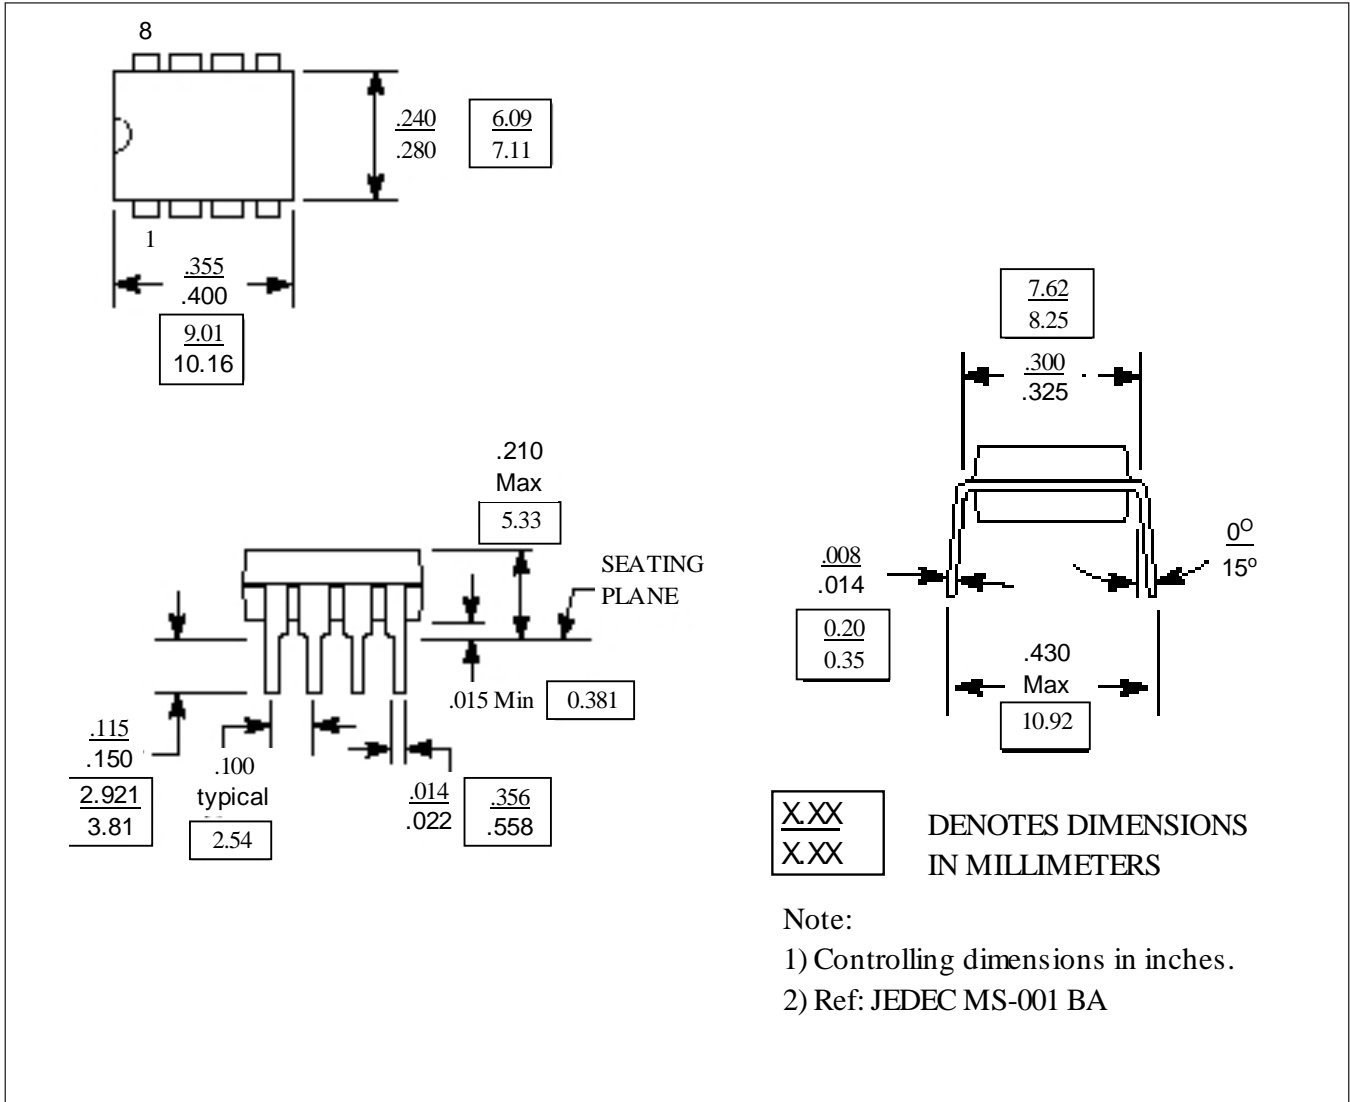 8
.240
.280
6.09
7.11
1
.355
.400
9.01
10.16
7.62
8.25
.300
.325
.210
Max
5.33
SEATING
PLANE
.015 Min
0.381
.115
.150
2.921
3.81
.100
typical
2.54
.014
.022
.356
.558
.008
.014
0.20
0.35
0°
15°
.430
Max
10.92
X.XX
X.XX
DENOTES DIMENSIONS
IN MILLIMETERS
Note:
1) Controlling dimensions in inches.
2) Ref: JEDEC MS-001 BA